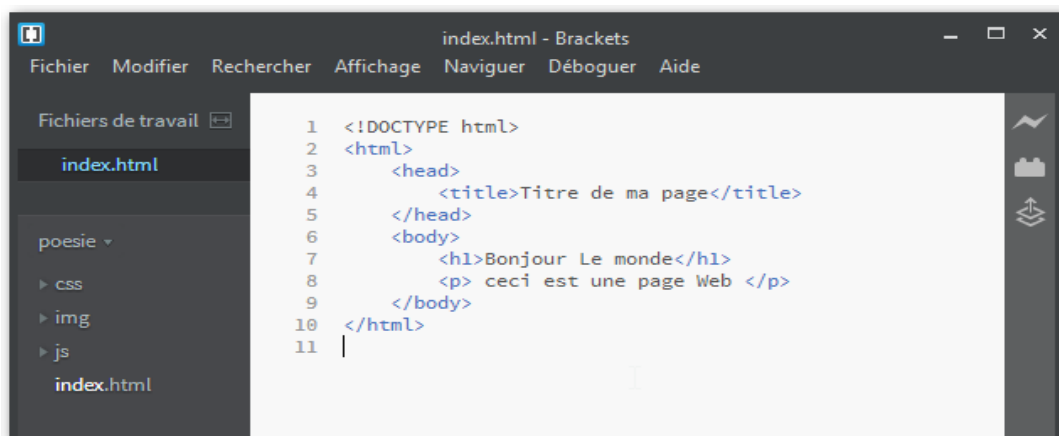 index.html - Brackets
Fichier Modifier Rechercher Affichage Naviguer Déboguer Aide
Fichiers de travail
index.html
poesie
css
img
js
index.html
1 <!DOCTYPE html>
2 <html>
3     <head>
4         <title>Titre de ma page</title>
5     </head>
6     <body>
7         <h1>Bonjour Le monde</h1>
8         <p> ceci est une page Web </p>
9     </body>
10 </html>
11